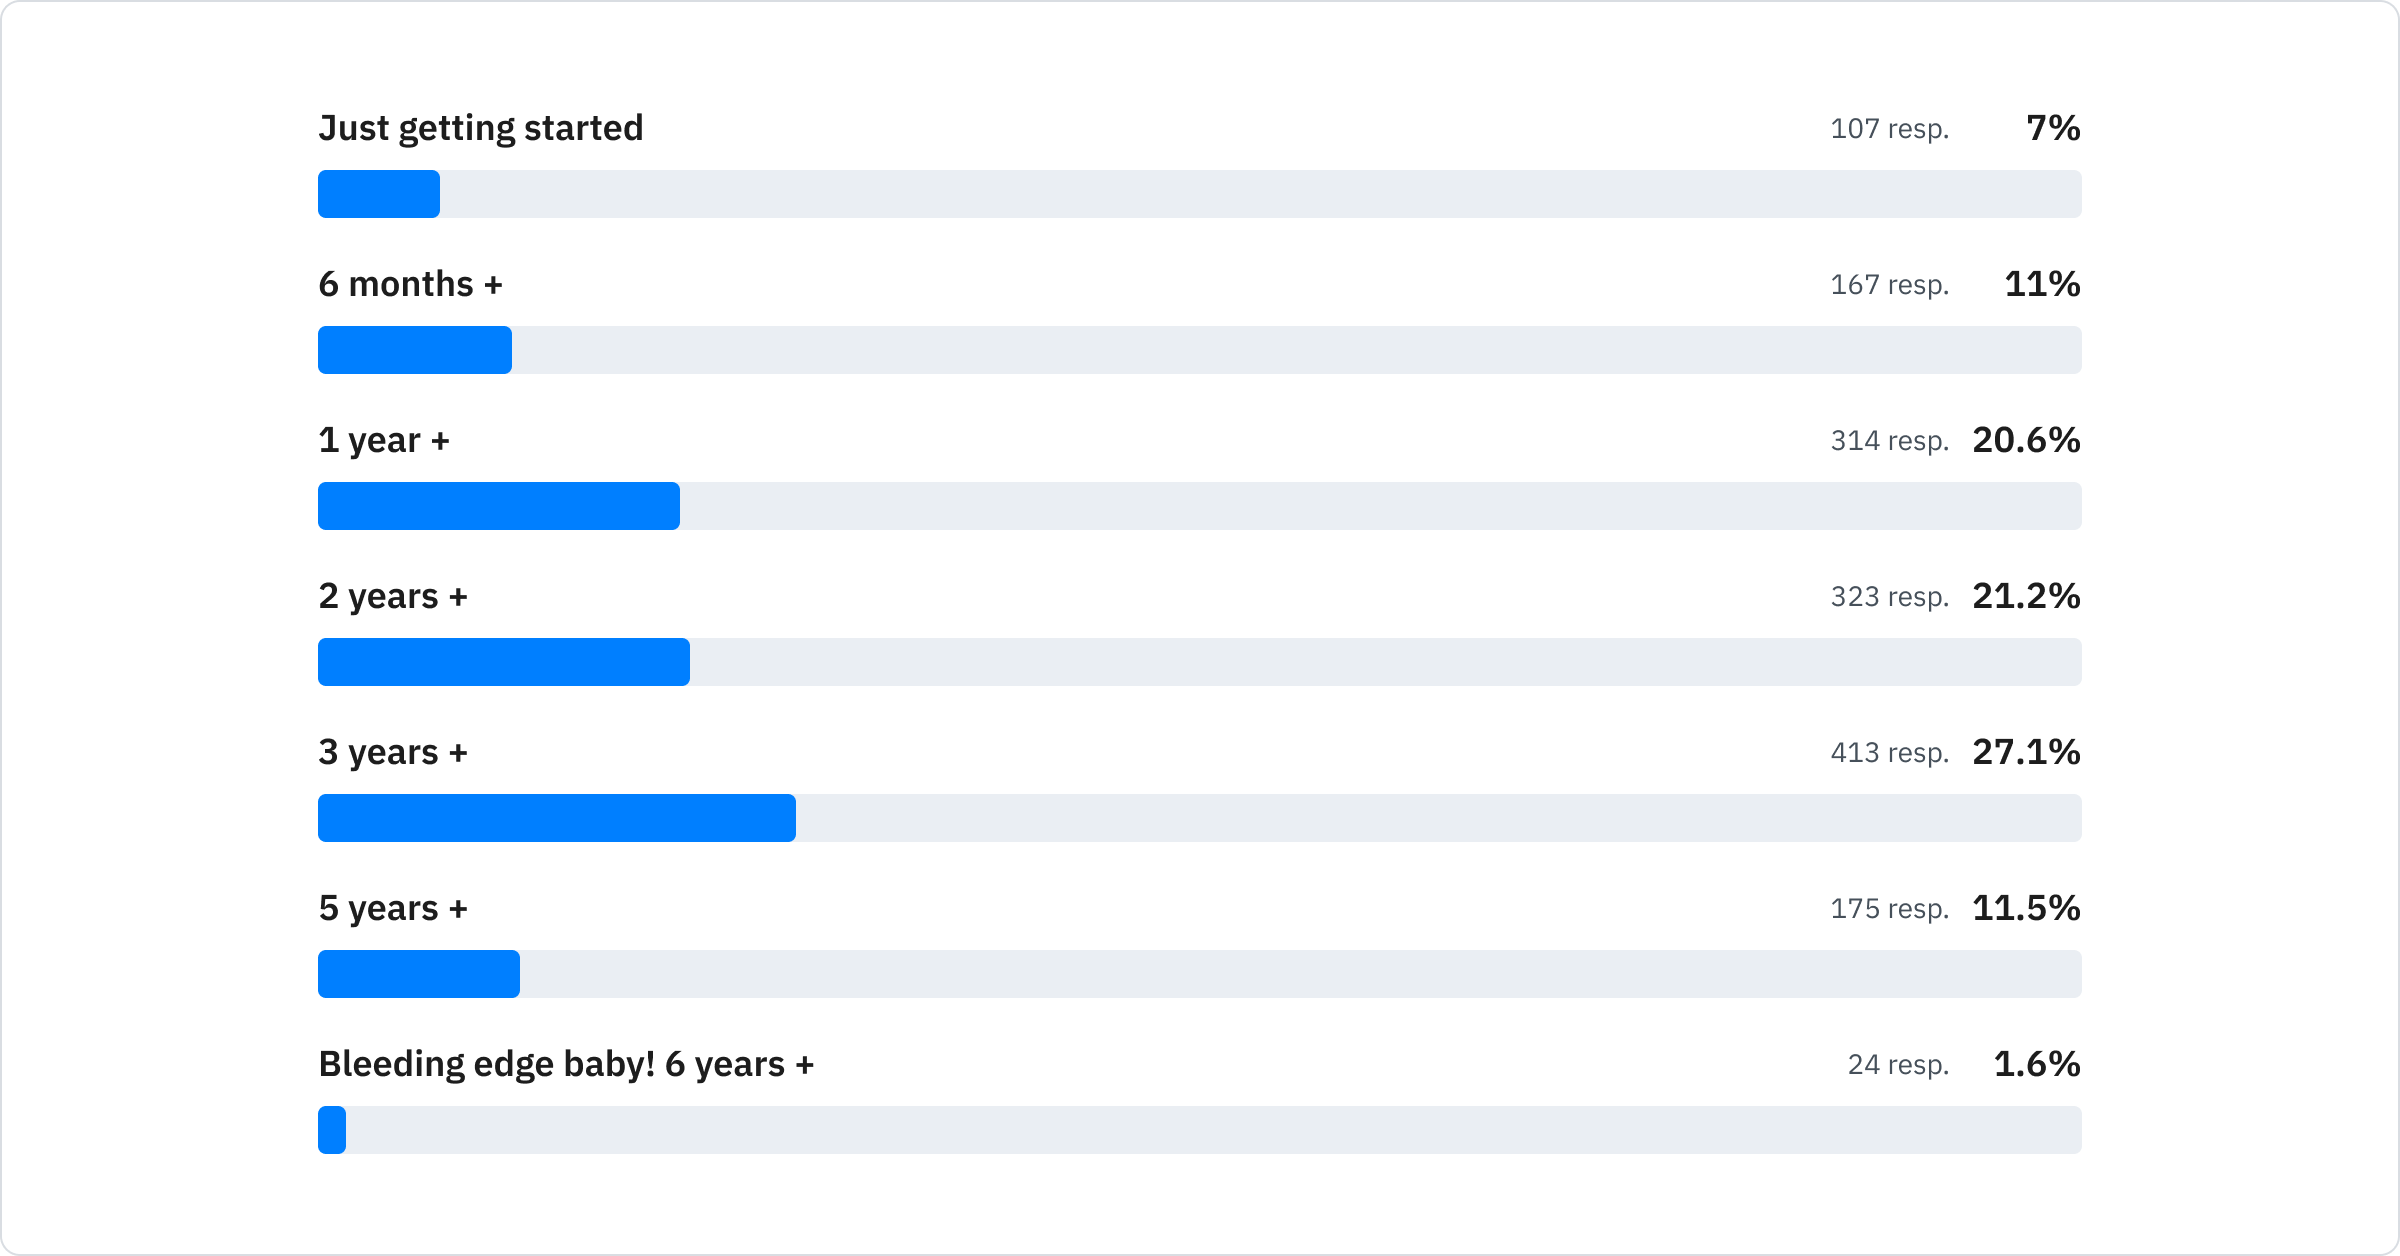 Just getting started 107 resp. 7%
6 months + 167 resp. 11%
1 year + 314 resp. 20.6%
2 years + 323 resp. 21.2%
3 years + 413 resp. 27.1%
5 years + 175 resp. 11.5%
Bleeding edge baby! 6 years + 24 resp. 1.6%